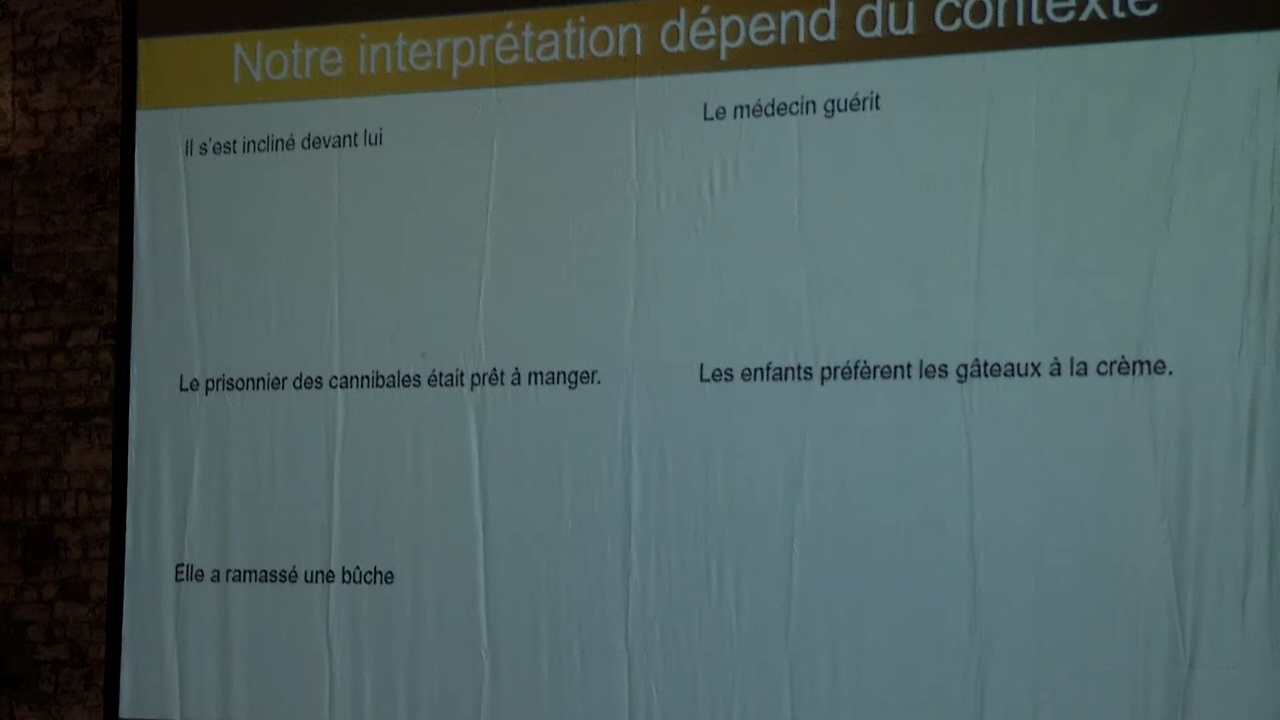 Notre interprétation dépend du contexte
Il s'est incliné devant lui
Le médecin guérit
Le prisonnier des cannibales était prêt à manger.
Les enfants préfèrent les gâteaux à la crème.
Elle a ramassé une bûche